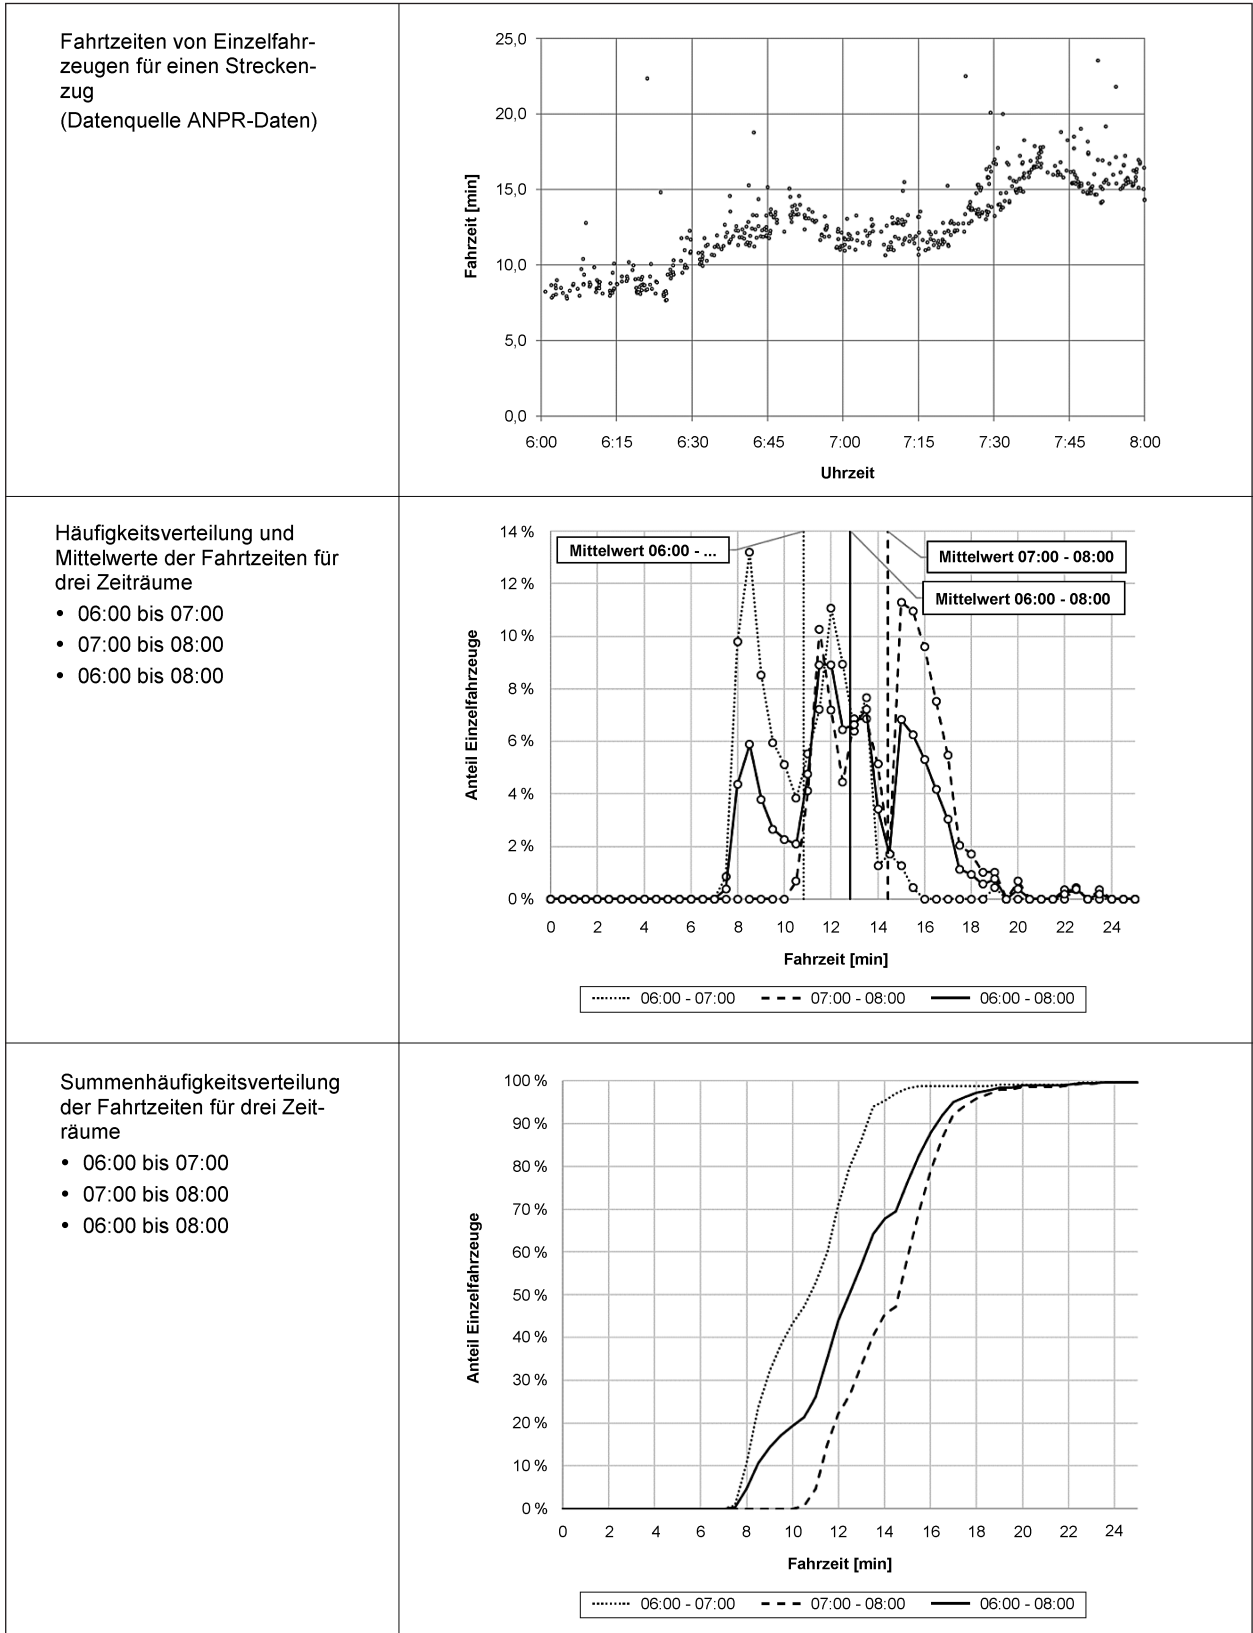 Fahrtzeiten von Einzelfahr-
zeugen für einen Strecken-
zug
(Datenquelle ANPR-Daten)
25,0
20,0
15,0
10,0
5,0
0,0
Fahrzeit [min]
6:00 6:15 6:30 6:45 7:00 7:15 7:30 7:45 8:00
Uhrzeit
Häufigkeitsverteilung und
Mittelwerte der Fahrtzeiten für
drei Zeiträume
• 06:00 bis 07:00
• 07:00 bis 08:00
• 06:00 bis 08:00
Mittelwert 06:00 - ...
Mittelwert 07:00 - 08:00
Mittelwert 06:00 - 08:00
14 %
12 %
10 %
8 %
6 %
4 %
2 %
0 %
Anteil Einzelfahrzeuge
0 2 4 6 8 10 12 14 16 18 20 22 24
Fahrzeit [min]
06:00 - 07:00 07:00 - 08:00 06:00 - 08:00
Summenhäufigkeitsverteilung
der Fahrtzeiten für drei Zeit-
räume
• 06:00 bis 07:00
• 07:00 bis 08:00
• 06:00 bis 08:00
100 %
90 %
80 %
70 %
60 %
50 %
40 %
30 %
20 %
10 %
0 %
Anteil Einzelfahrzeuge
0 2 4 6 8 10 12 14 16 18 20 22 24
Fahrzeit [min]
06:00 - 07:00 07:00 - 08:00 06:00 - 08:00